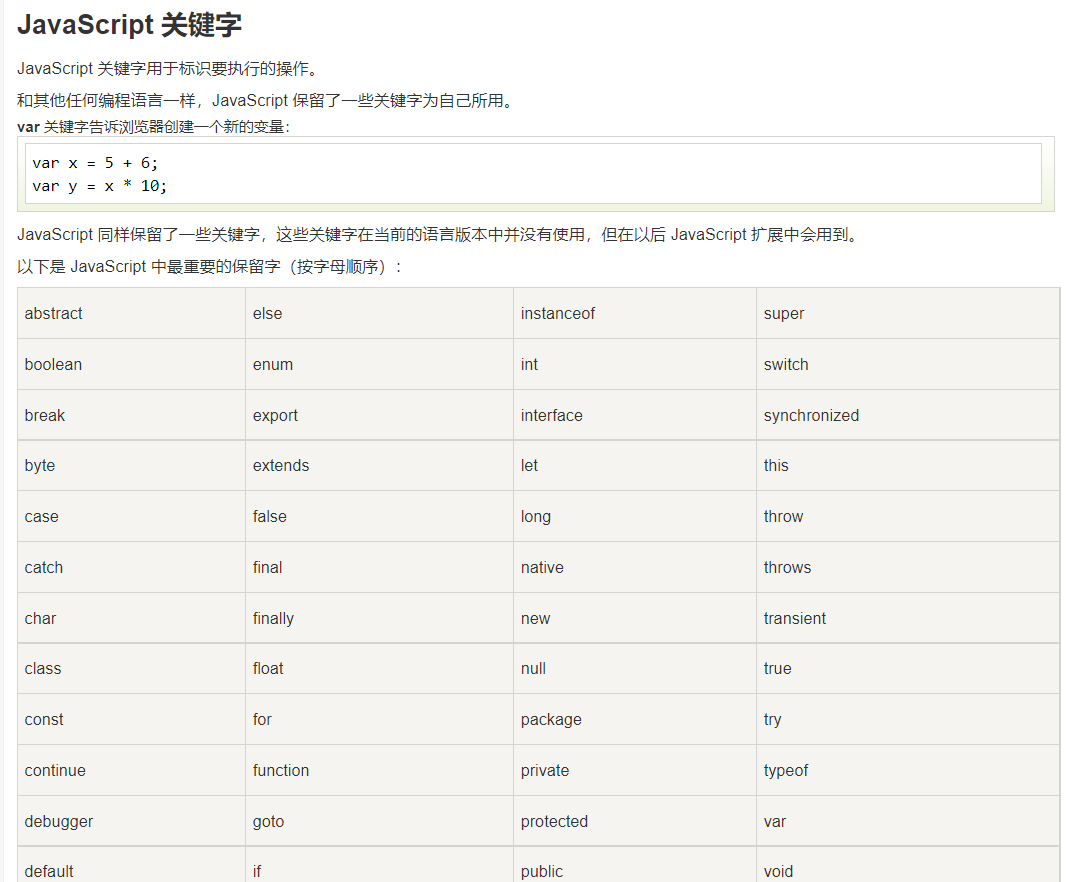 JavaScript 关键字
JavaScript 关键字用于标识要执行的操作。
和其他任何编程语言一样，JavaScript 保留了一些关键字为自己所用。
var 关键字告诉浏览器创建一个新的变量：
var x = 5 + 6;
var y = x * 10;
JavaScript 同样保留了一些关键字，这些关键字在当前的语言版本中并没有使用，但在以后 JavaScript 扩展中会用到。
以下是 JavaScript 中最重要的保留字（按字母顺序）：
abstract else instanceof super
boolean enum int switch
break export interface synchronized
byte extends let this
case false long throw
catch final native throws
char finally new transient
class float null true
const for package try
continue function private typeof
debugger goto protected var
default if public void